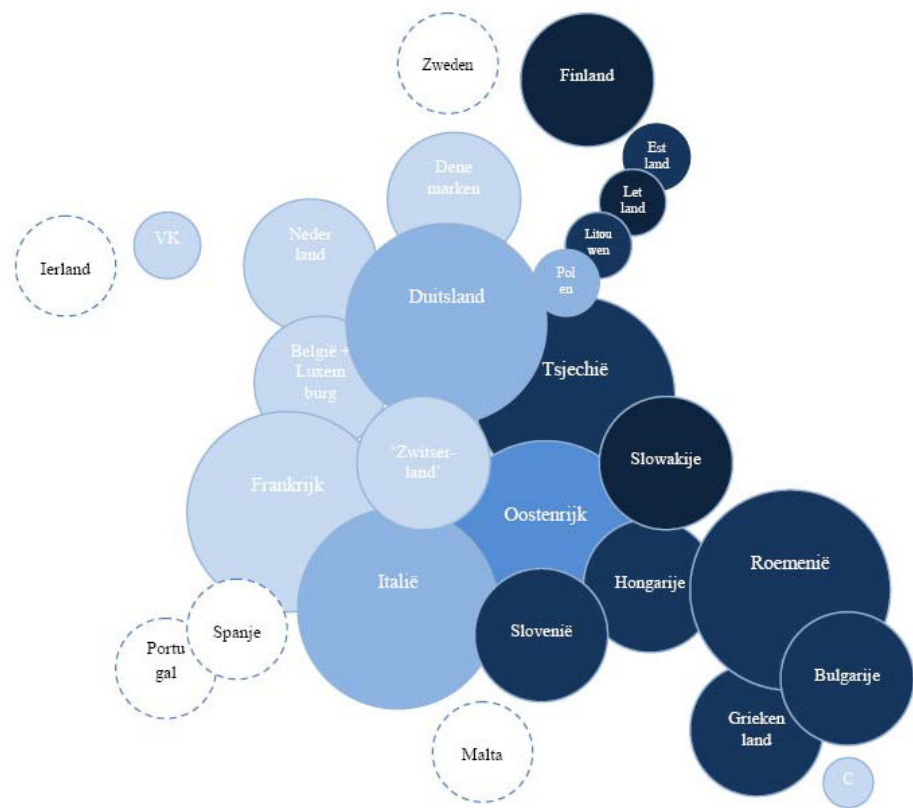 Zweden
Finland
Est
land
Let
land
Litou
wen
Pol
en
Dene
marken
Neder
land
VK
Ierland
Duitsland
België +
Luxem
burg
Tsjechië
'Zwitser-
land'
Slowakije
Frankrijk
Oostenrijk
Roemenië
Italië
Hongarije
Slovenië
Spanje
Portu
gal
Bulgarije
Grieken
land
Malta
C